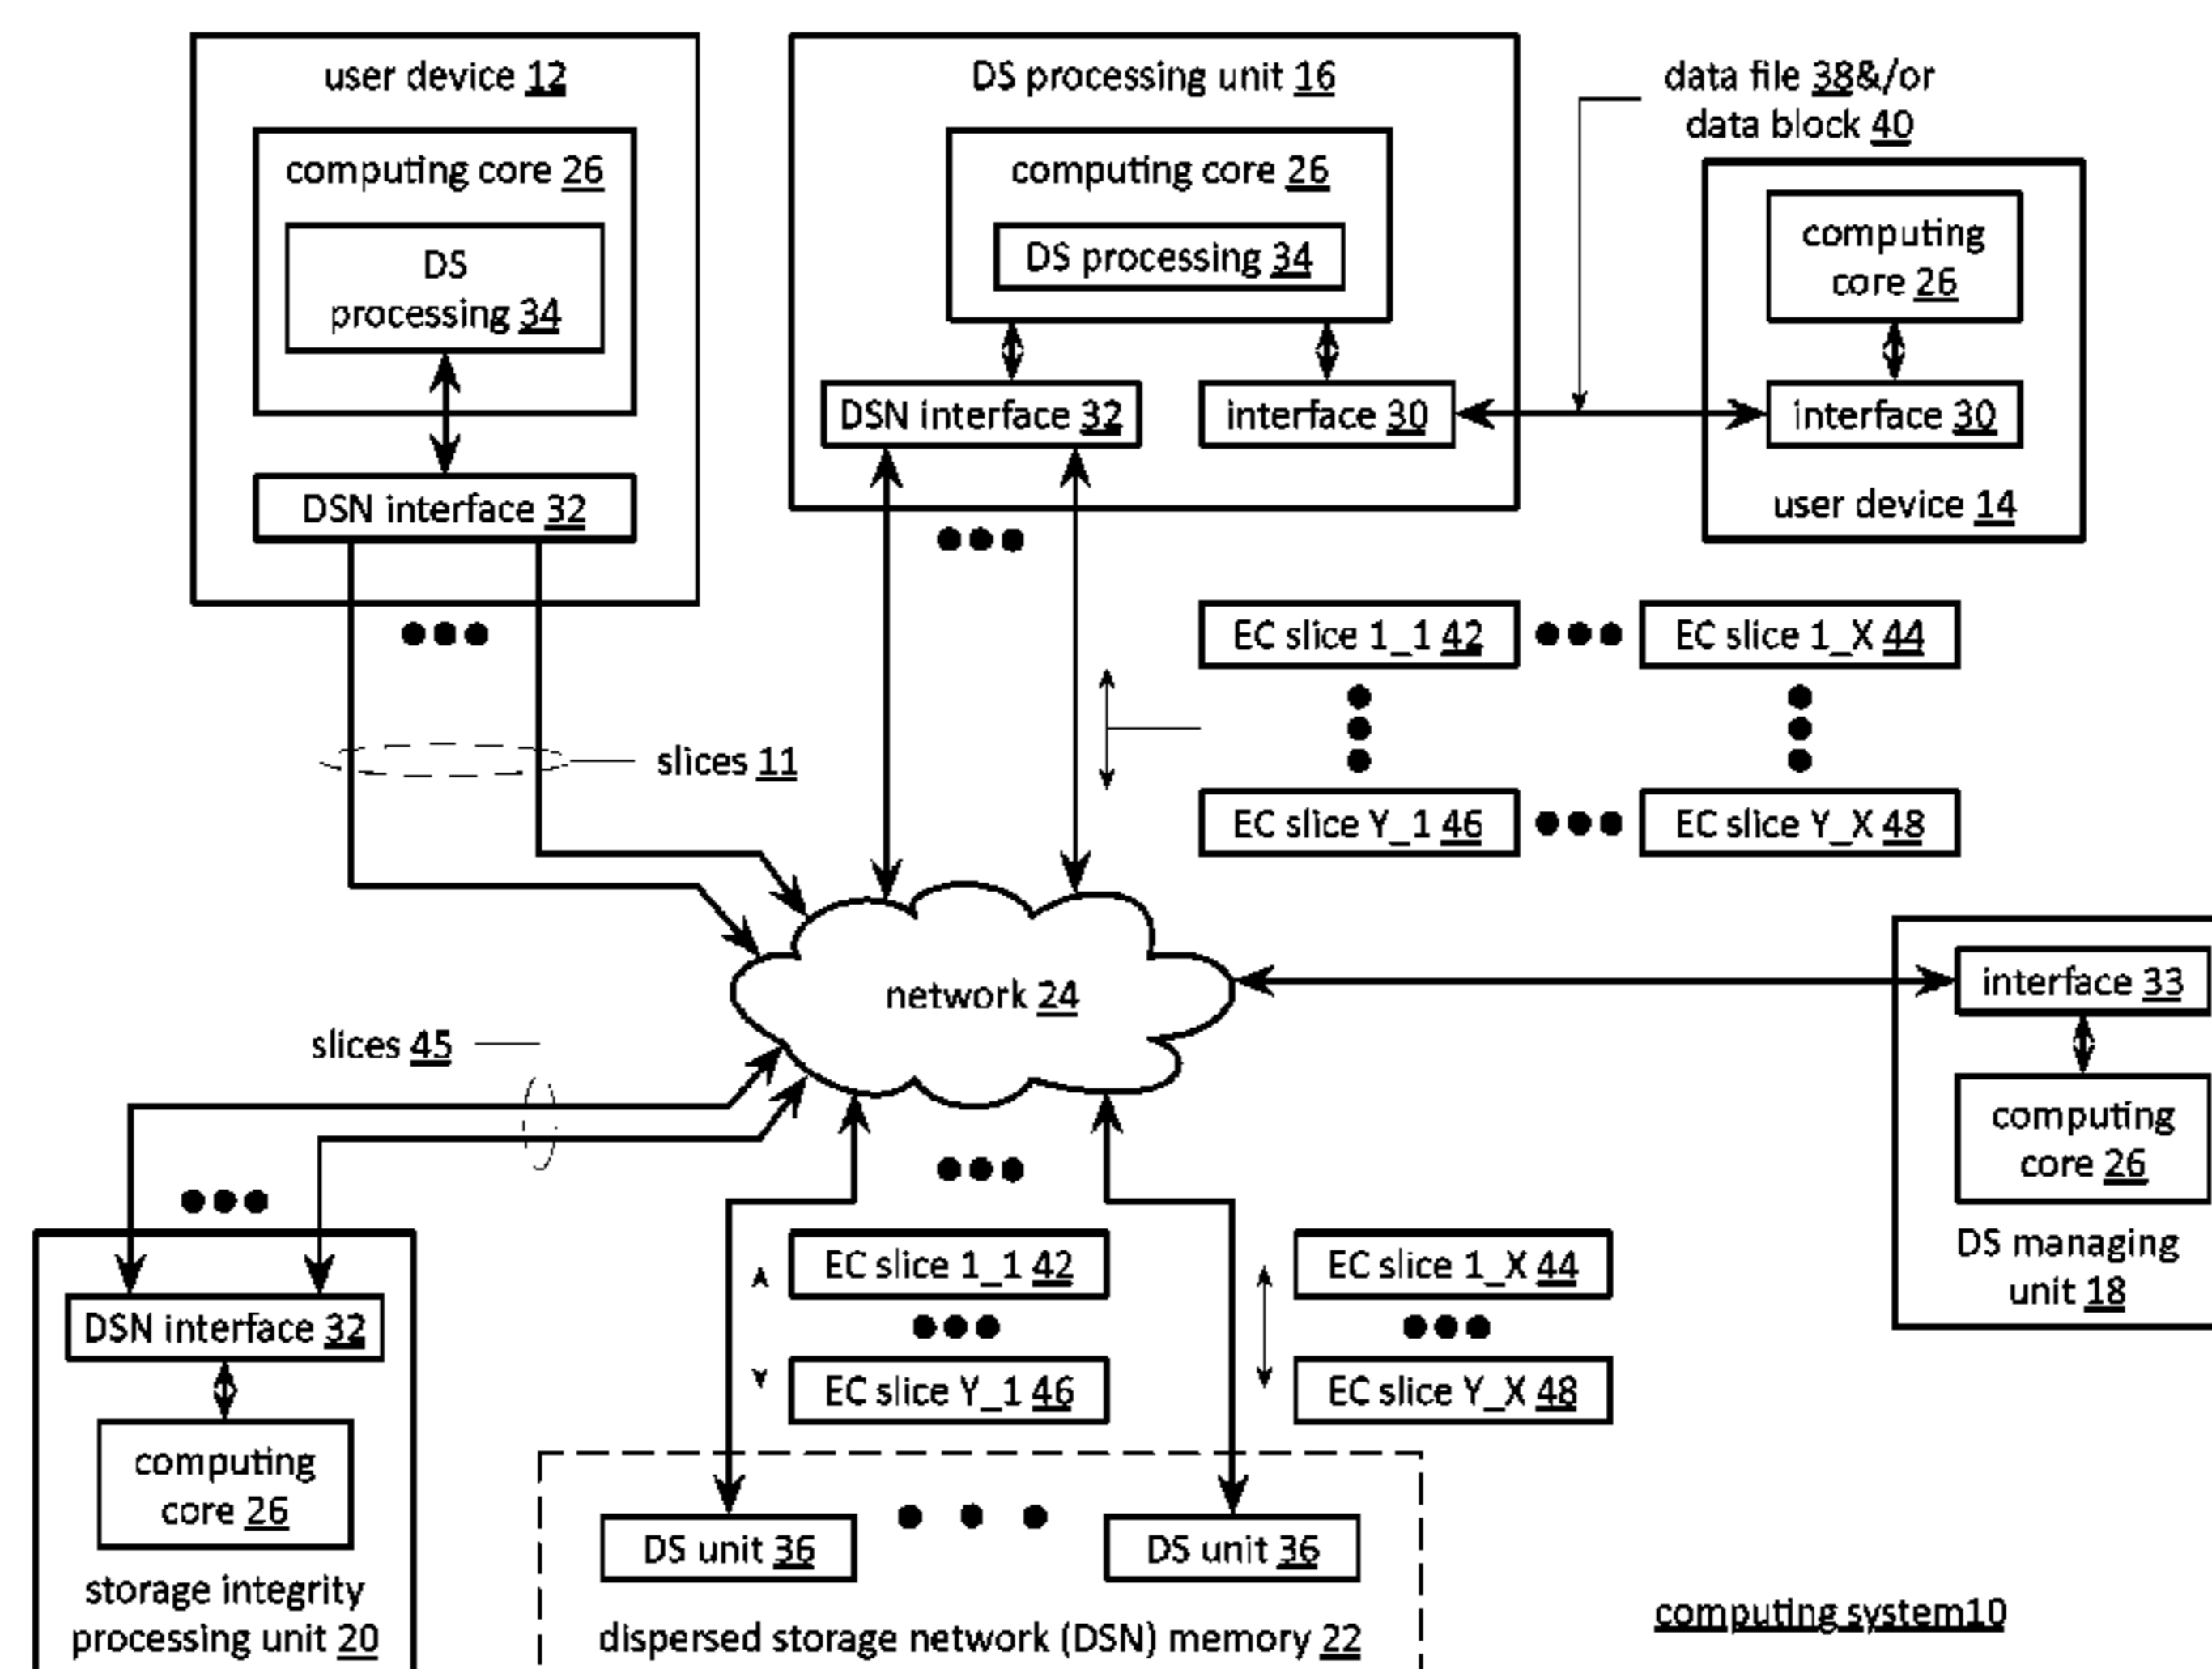 user device 12
computing core 26
DS
processing 34
DSN interface 32
DS processing unit 16
computing core 26
DS processing 34
DSN interface 32
interface 30
data file 38&/or
data block 40
computing
core 26
interface 30
user device 14
EC slice 1_1 42
EC slice 1_X 44
EC slice Y_1 46
EC slice Y_X 48
slices 11
network 24
interface 33
computing
core 26
DS managing
unit 18
slices 45
DSN interface 32
computing
core 26
storage integrity
processing unit 20
EC slice 1_1 42
EC slice 1_X 44
EC slice Y_1 46
EC slice Y_X 48
DS unit 36
DS unit 36
dispersed storage network (DSN) memory 22
computing system10